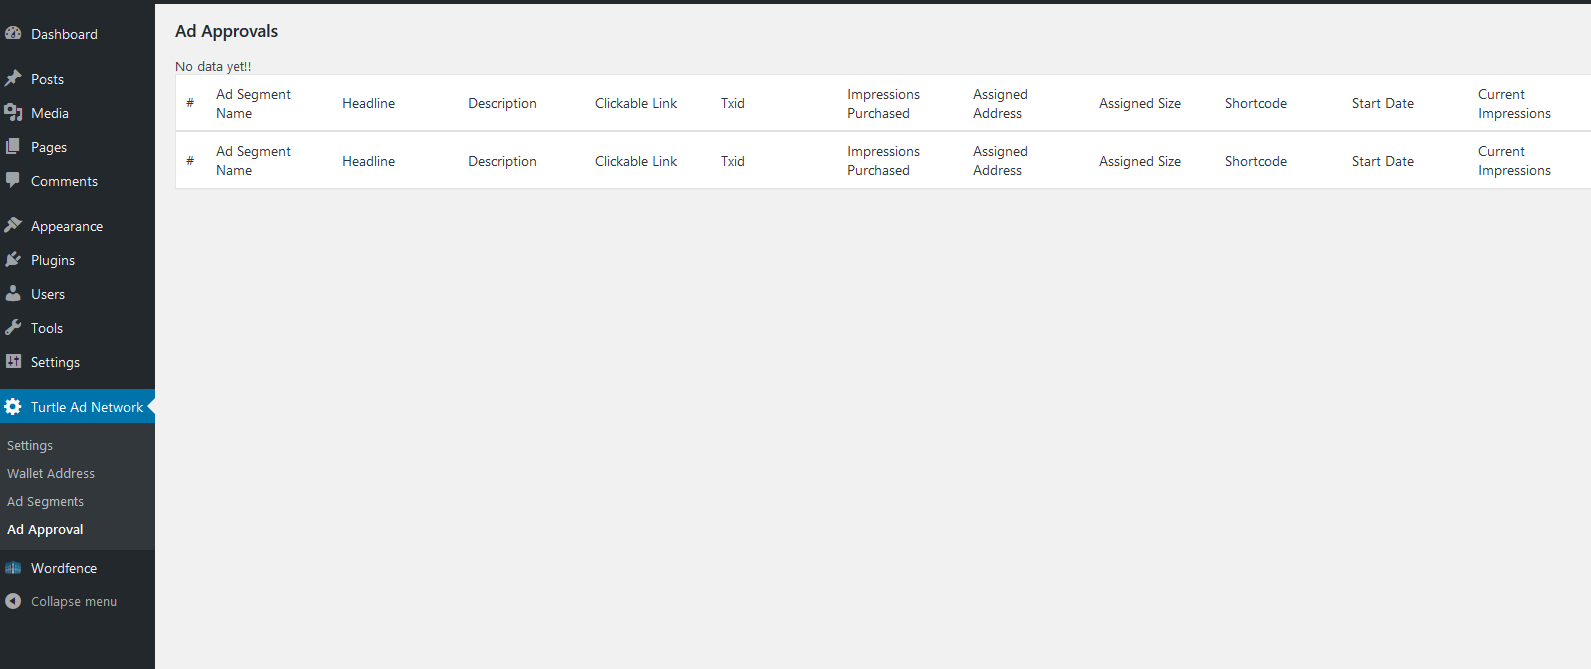 Dashboard
Posts
Media
Pages
Comments
Appearance
Plugins
Users
Tools
Settings
Turtle Ad Network
Settings
Wallet Address
Ad Segments
Ad Approval
Wordfence
Collapse menu
Ad Approvals
No data yet!!
# Ad Segment Name Headline Description Clickable Link Txid Impressions Purchased Assigned Address Assigned Size Shortcode Start Date Current Impressions
# Ad Segment Name Headline Description Clickable Link Txid Impressions Purchased Assigned Address Assigned Size Shortcode Start Date Current Impressions